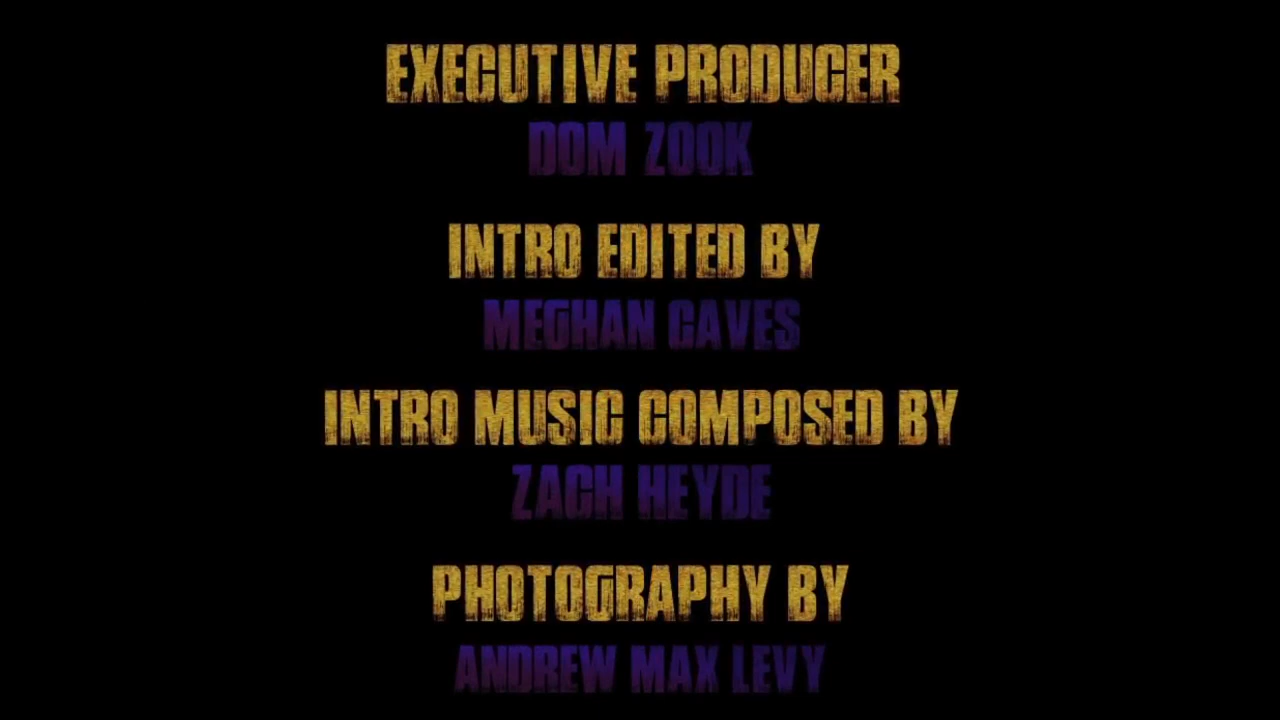 EXECUTIVE PRODUCER
DOM ZOOK
INTRO EDITED BY
MEGHAN CAVES
INTRO MUSIC COMPOSED BY
ZACH HEYDE
PHOTOGRAPHY BY
ANDREW MAX LEVY